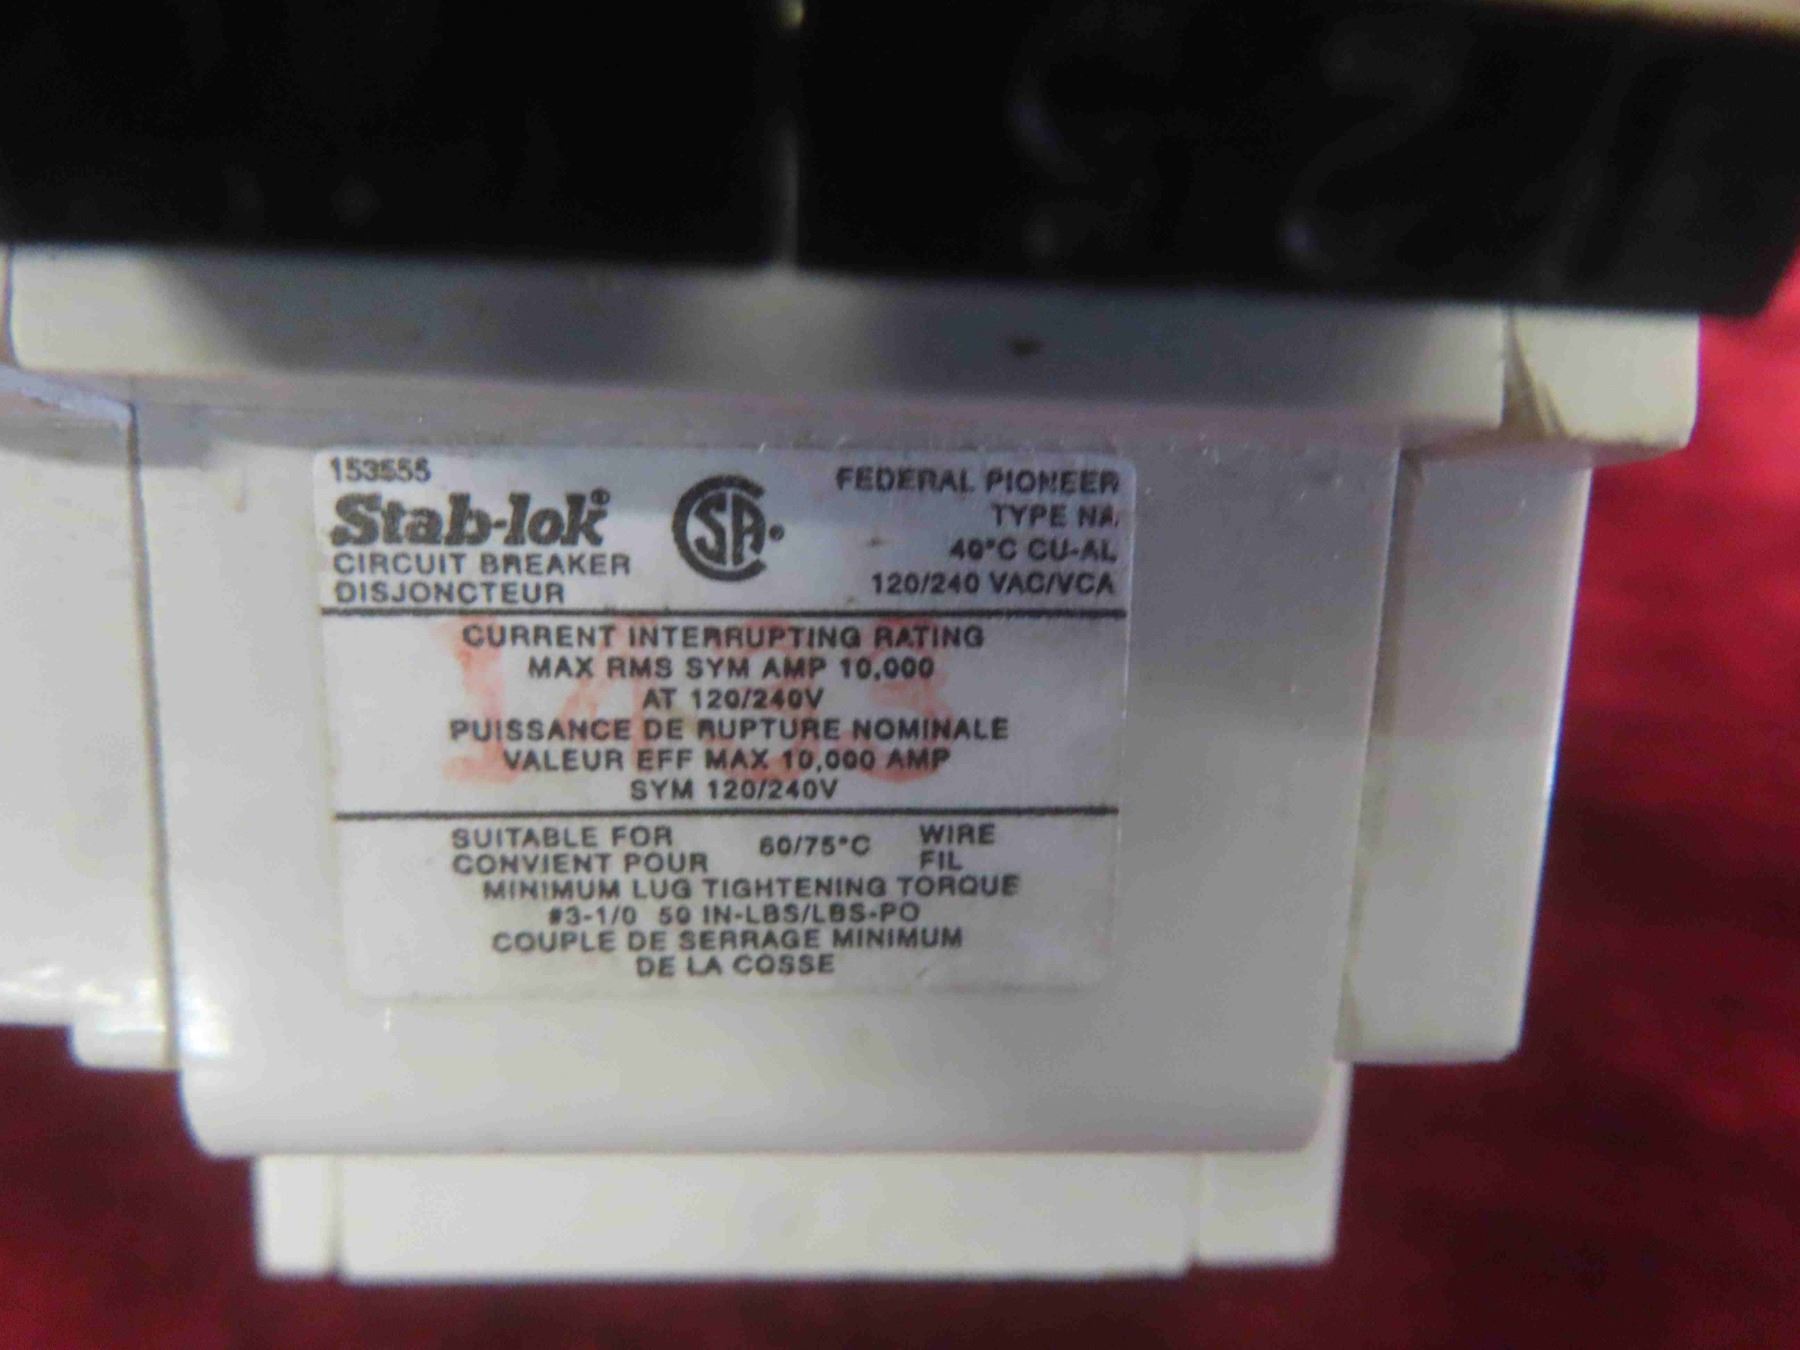 153555
Stab-lok®
CIRCUIT BREAKER
DISJONCTEUR
CSA
FEDERAL PIONEER
TYPE NA
40°C CU-AL
120/240 VAC/VCA
CURRENT INTERRUPTING RATING
MAX RMS SYM AMP 10,000
AT 120/240V
PUISSANCE DE RUPTURE NOMINALE
VALEUR EFF MAX 10,000 AMP
SYM 120/240V
SUITABLE FOR 60/75°C WIRE
CONVIENT POUR FIL
MINIMUM LUG TIGHTENING TORQUE
#3-1/0 50 IN-LBS/LBS-PO
COUPLE DE SERRAGE MINIMUM
DE LA COSSE